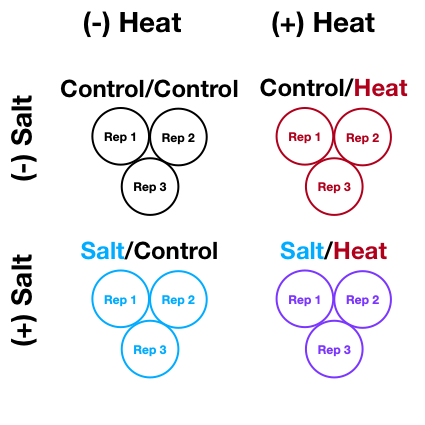 (-) Heat (+) Heat
(-) Salt
Control/Control Control/Heat
Rep 1 Rep 2 Rep 1 Rep 2
Rep 3 Rep 3
(+) Salt
Salt/Control Salt/Heat
Rep 1 Rep 2 Rep 1 Rep 2
Rep 3 Rep 3